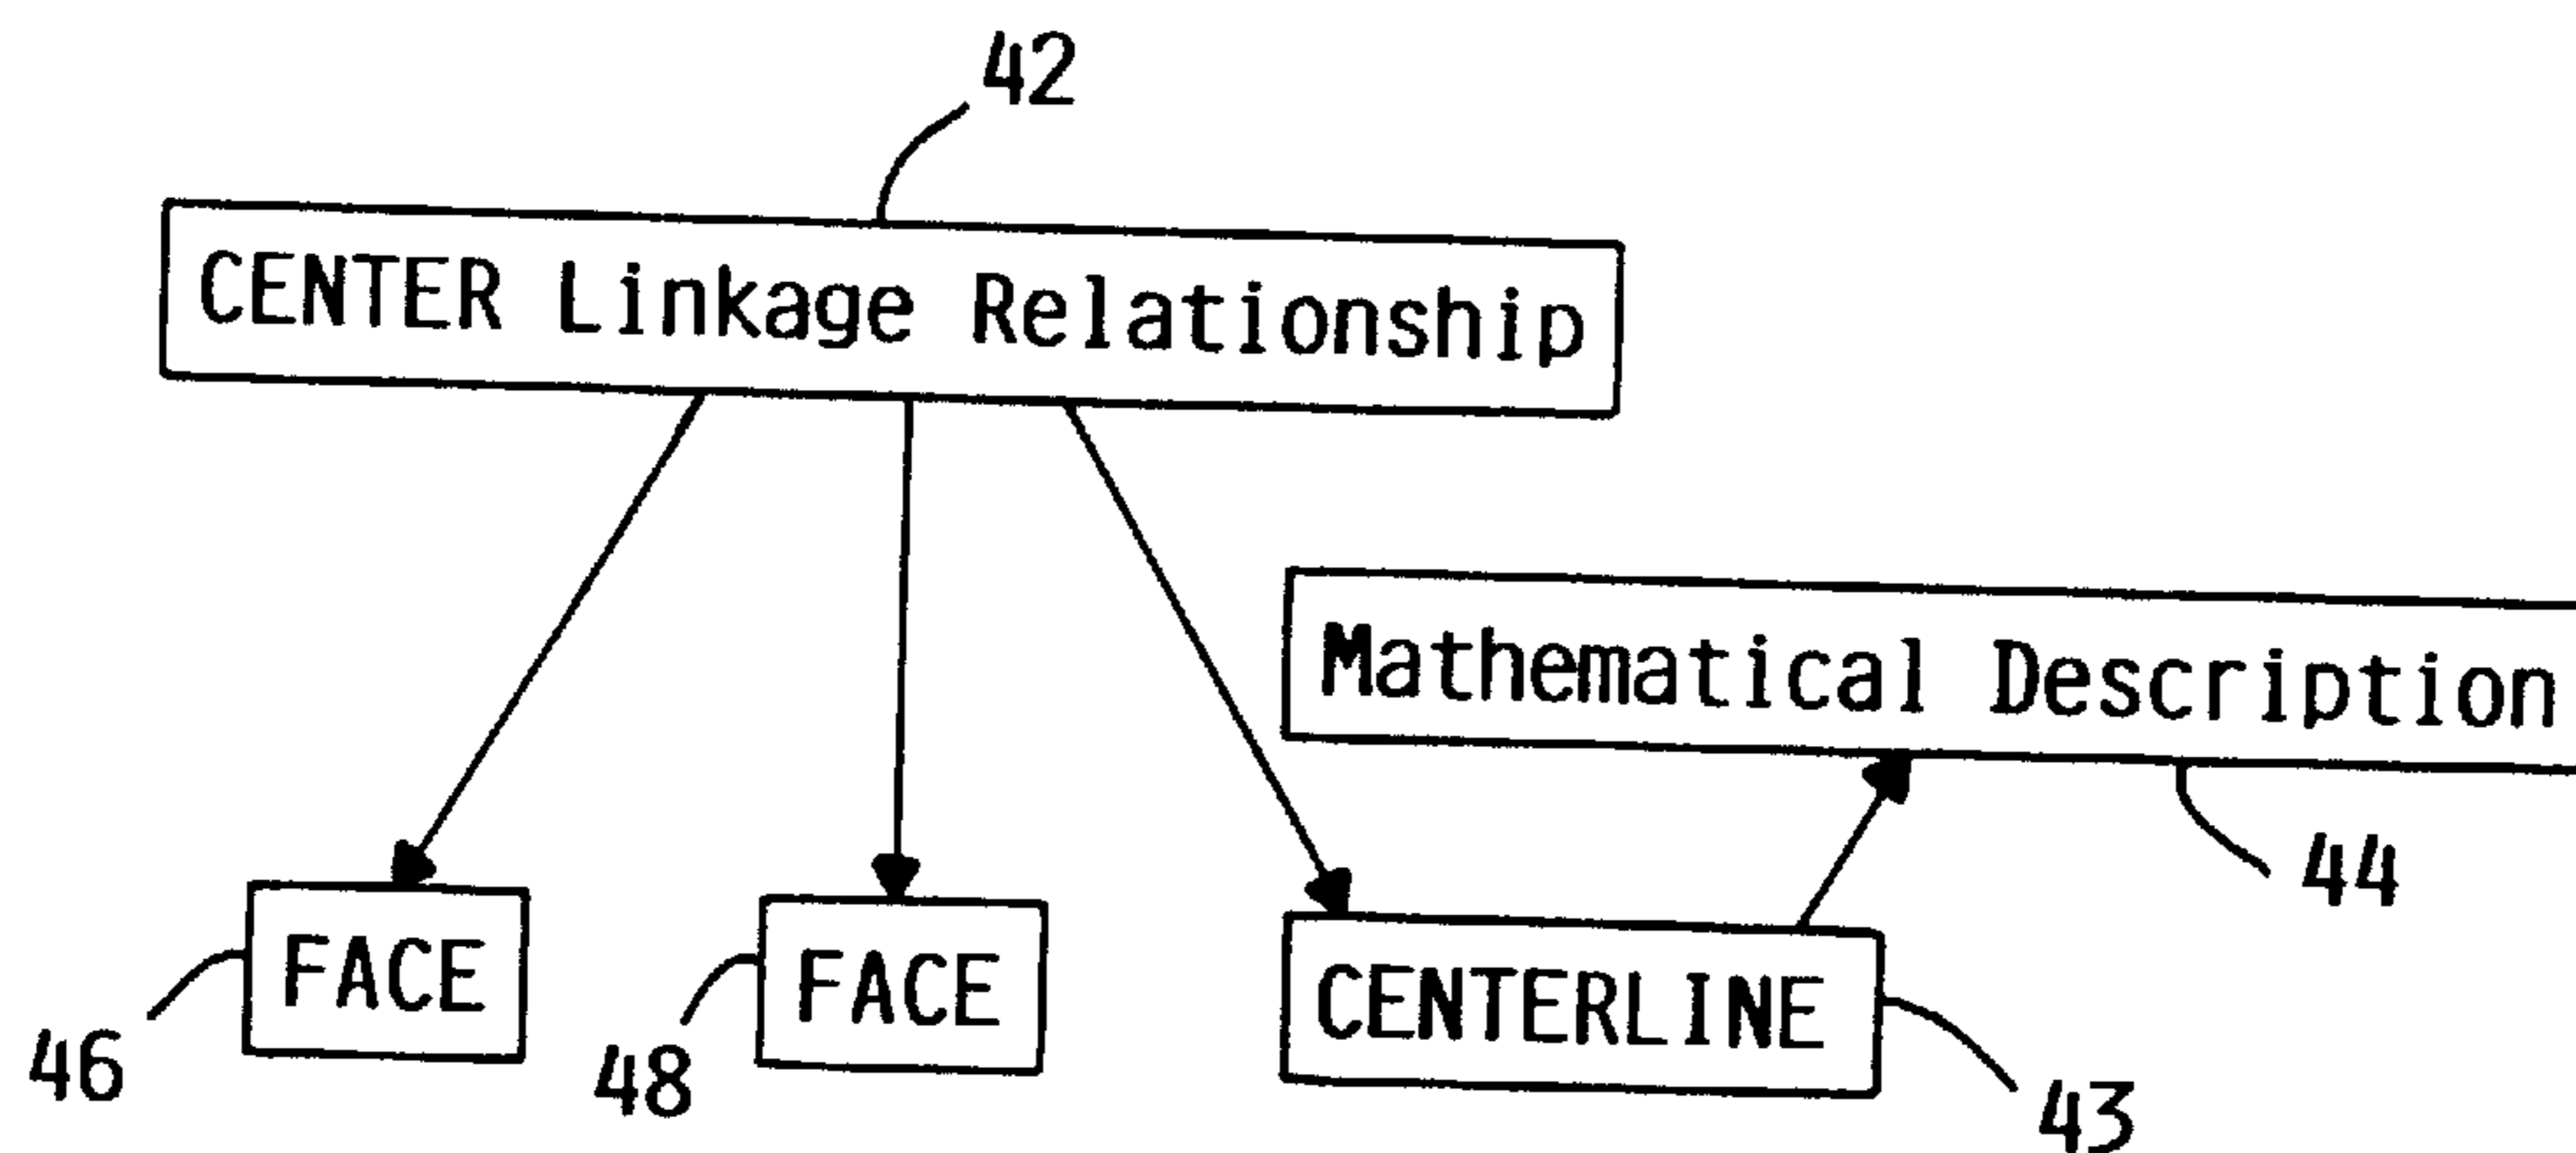 42
CENTER Linkage Relationship
Mathematical Description
44
FACE
FACE
CENTERLINE
46
48
43